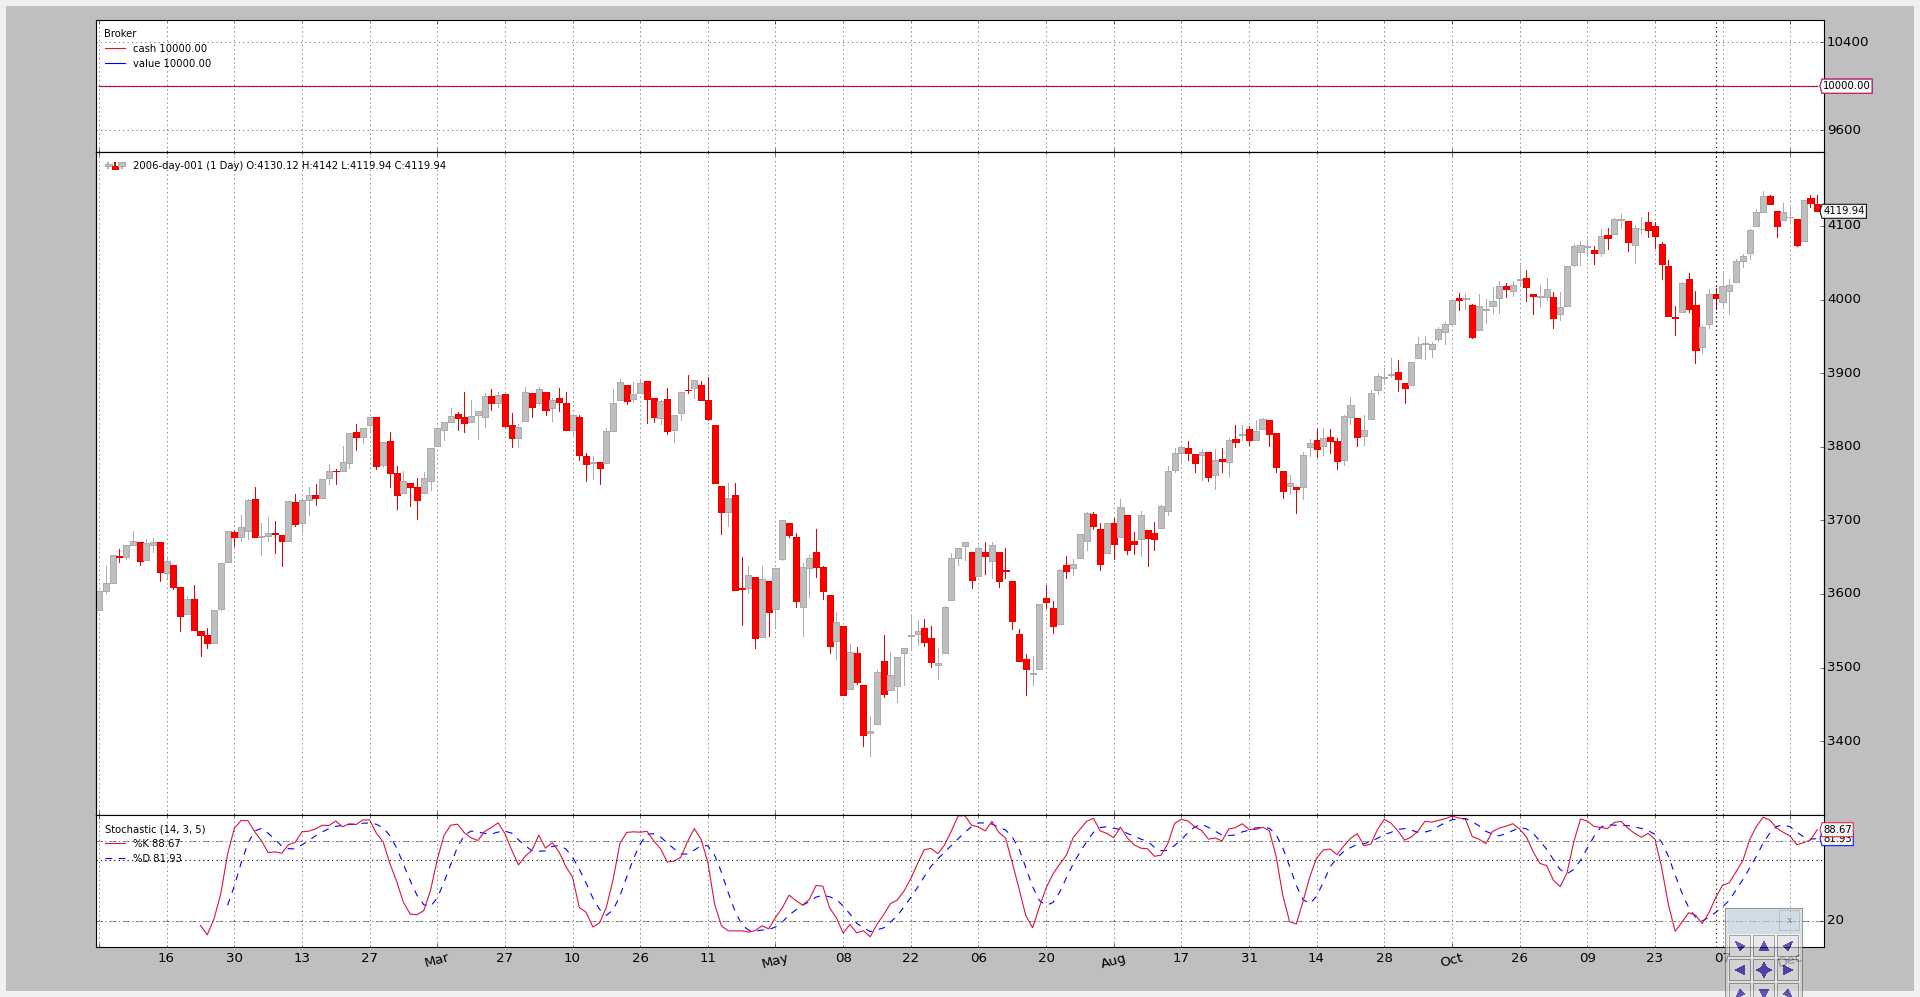 Broker
cash 10000.00
value 10000.00
10400
10000.00
9600
2006-day-001 (1 Day) O:4130.12 H:4142 L:4119.94 C:4119.94
4119.94
4100
4000
3900
3800
3700
3600
3500
3400
Stochastic (14, 3, 5)
%K 88.67
%D 81.93
88.67
81.93
20
16 30 13 27 Mar 27 10 26 11 May 08 22 06 20 Aug 17 31 14 28 Oct 26 09 23 07 Dec
x